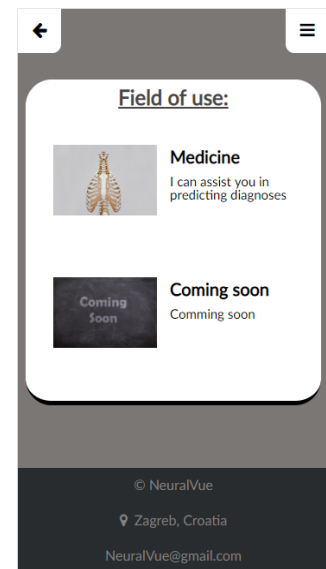 Field of use:
Medicine
I can assist you in
predicting diagnoses
Coming
Soon
Coming soon
Comming soon
© NeuralVue
Zagreb, Croatia
NeuralVue@gmail.com